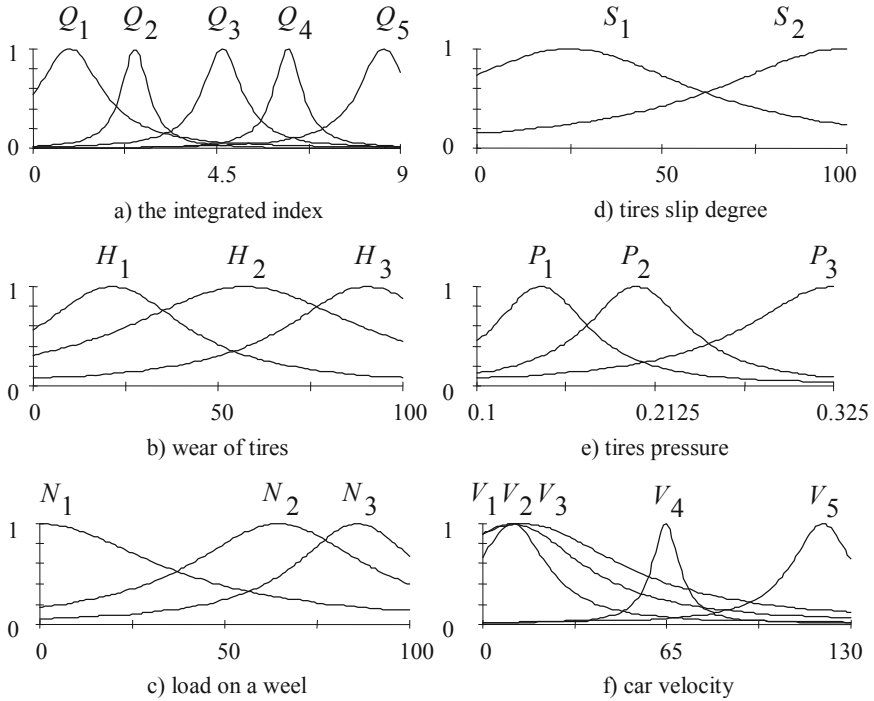 Q1 Q2 Q3 Q4 Q5
1
0
0 4.5 9
a) the integrated index
S1 S2
1
0
0 50 100
d) tires slip degree
H1 H2 H3
1
0
0 50 100
b) wear of tires
P1 P2 P3
1
0
0.1 0.2125 0.325
e) tires pressure
N1 N2 N3
1
0
0 50 100
c) load on a weel
V1 V2 V3 V4 V5
1
0
0 65 130
f) car velocity